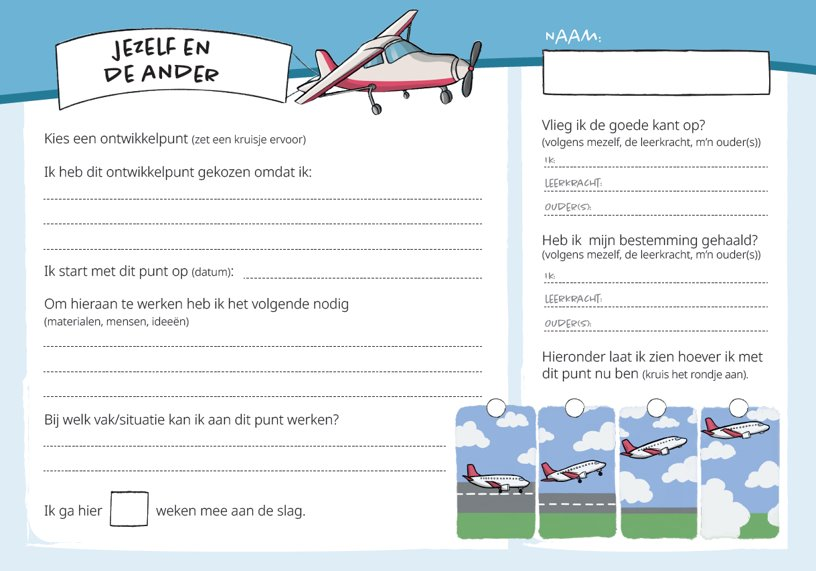 JEZELF EN
DE ANDER
Kies een ontwikkelpunt (zet een kruisje ervoor)
Ik heb dit ontwikkelpunt gekozen omdat ik:
Ik start met dit punt op (datum):
Om hieraan te werken heb ik het volgende nodig
(materialen, mensen, ideeën)
Bij welk vak/situatie kan ik aan dit punt werken?
Ik ga hier weken mee aan de slag.
NAAM:
Vlieg ik de goede kant op?
(volgens mezelf, de leerkracht, m'n ouder(s))
IK:
LEERKRACHT:
OUDER(S):
Heb ik mijn bestemming gehaald?
(volgens mezelf, de leerkracht, m'n ouder(s))
IK:
LEERKRACHT:
OUDER(S):
Hieronder laat ik zien hoever ik met
dit punt nu ben (kruis het rondje aan).